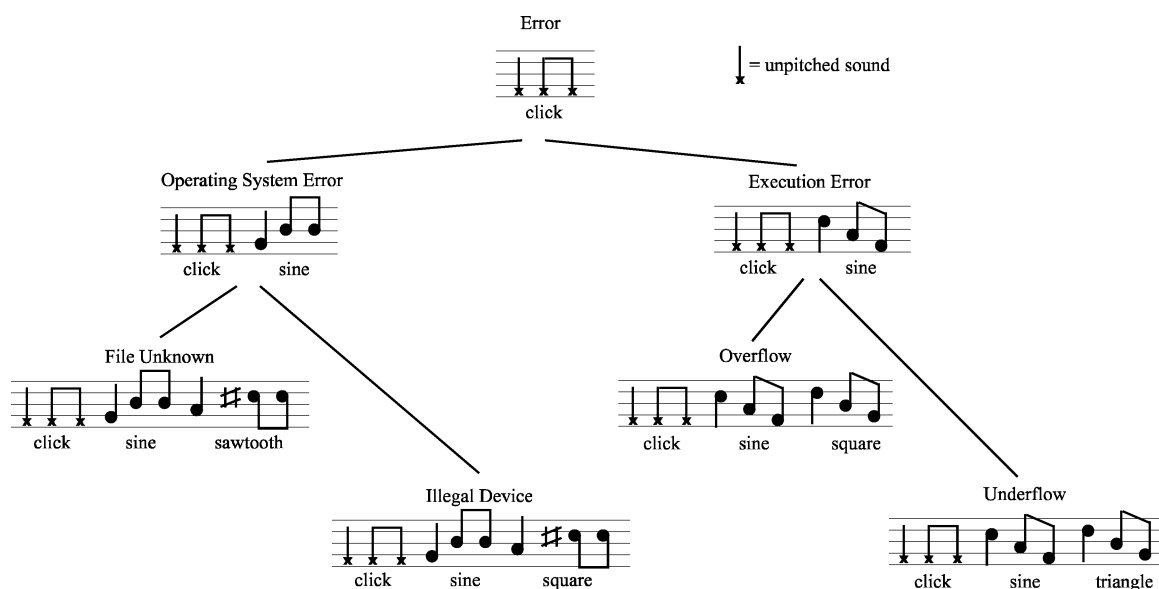 Error
= unpitched sound
click
Operating System Error
Execution Error
click sine
click sine
File Unknown
Overflow
click sine sawtooth
click sine square
Illegal Device
Underflow
click sine square
click sine triangle